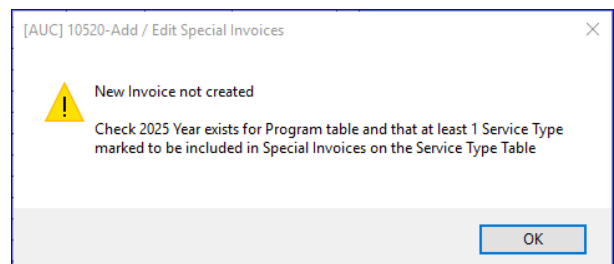 [AUC] 10520-Add / Edit Special Invoices
New Invoice not created
Check 2025 Year exists for Program table and that at least 1 Service Type
marked to be included in Special Invoices on the Service Type Table
OK